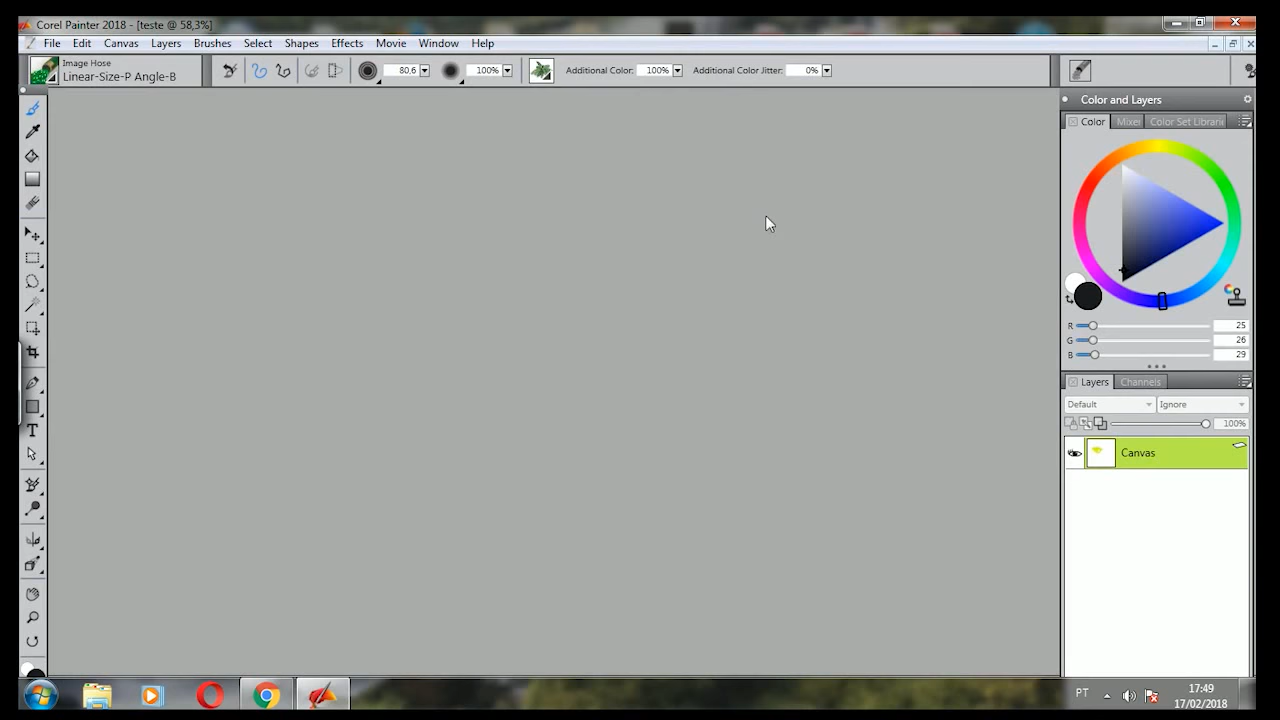 Corel Painter 2018 - [teste @ 58,3%]
File Edit Canvas Layers Brushes Select Shapes Effects Movie Window Help
Image Hose
Linear-Size-P Angle-B
80,6 100% Additional Color: 100% Additional Color Jitter: 0%
Color and Layers
Color Mixer Color Set Librari
R 25
G 26
B 29
Layers Channels
Default Ignore
100%
Canvas
T
PT 17:49
17/02/2018